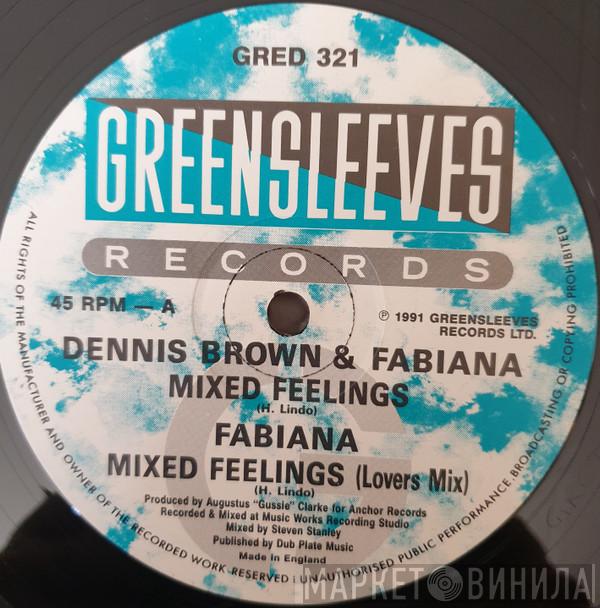 GRED 321
GREENSLEEVES
RECORDS
45 RPM — A
℗ 1991 GREENSLEEVES
RECORDS LTD.
DENNIS BROWN & FABIANA
MIXED FEELINGS
(H. Lindo)
FABIANA
MIXED FEELINGS (Lovers Mix)
(H. Lindo)
Produced by Augustus "Gussie" Clarke for Anchor Records
Recorded & Mixed at Music Works Recording Studio
Mixed by Steven Stanley
Published by Dub Plate Music
Made in England
ALL RIGHTS OF THE MANUFACTURER AND OWNER OF THE RECORDED WORK RESERVED UNAUTHORISED PUBLIC PERFORMANCE, BROADCASTING OR COPYING PROHIBITED
МАРКЕТ ВИНИЛА